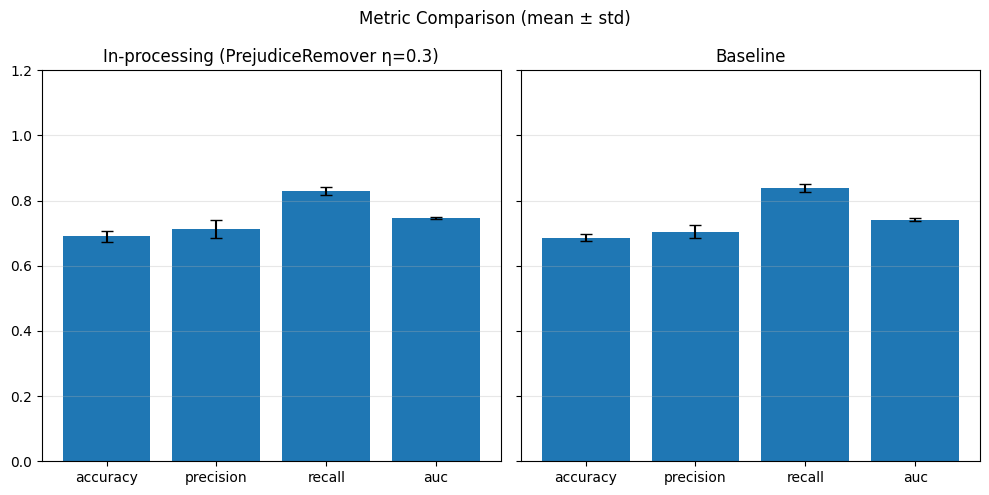 Metric Comparison (mean ± std)
In-processing (PrejudiceRemover η=0.3)
Baseline
1.2
1.0
0.8
0.6
0.4
0.2
0.0
accuracy precision recall auc
accuracy precision recall auc